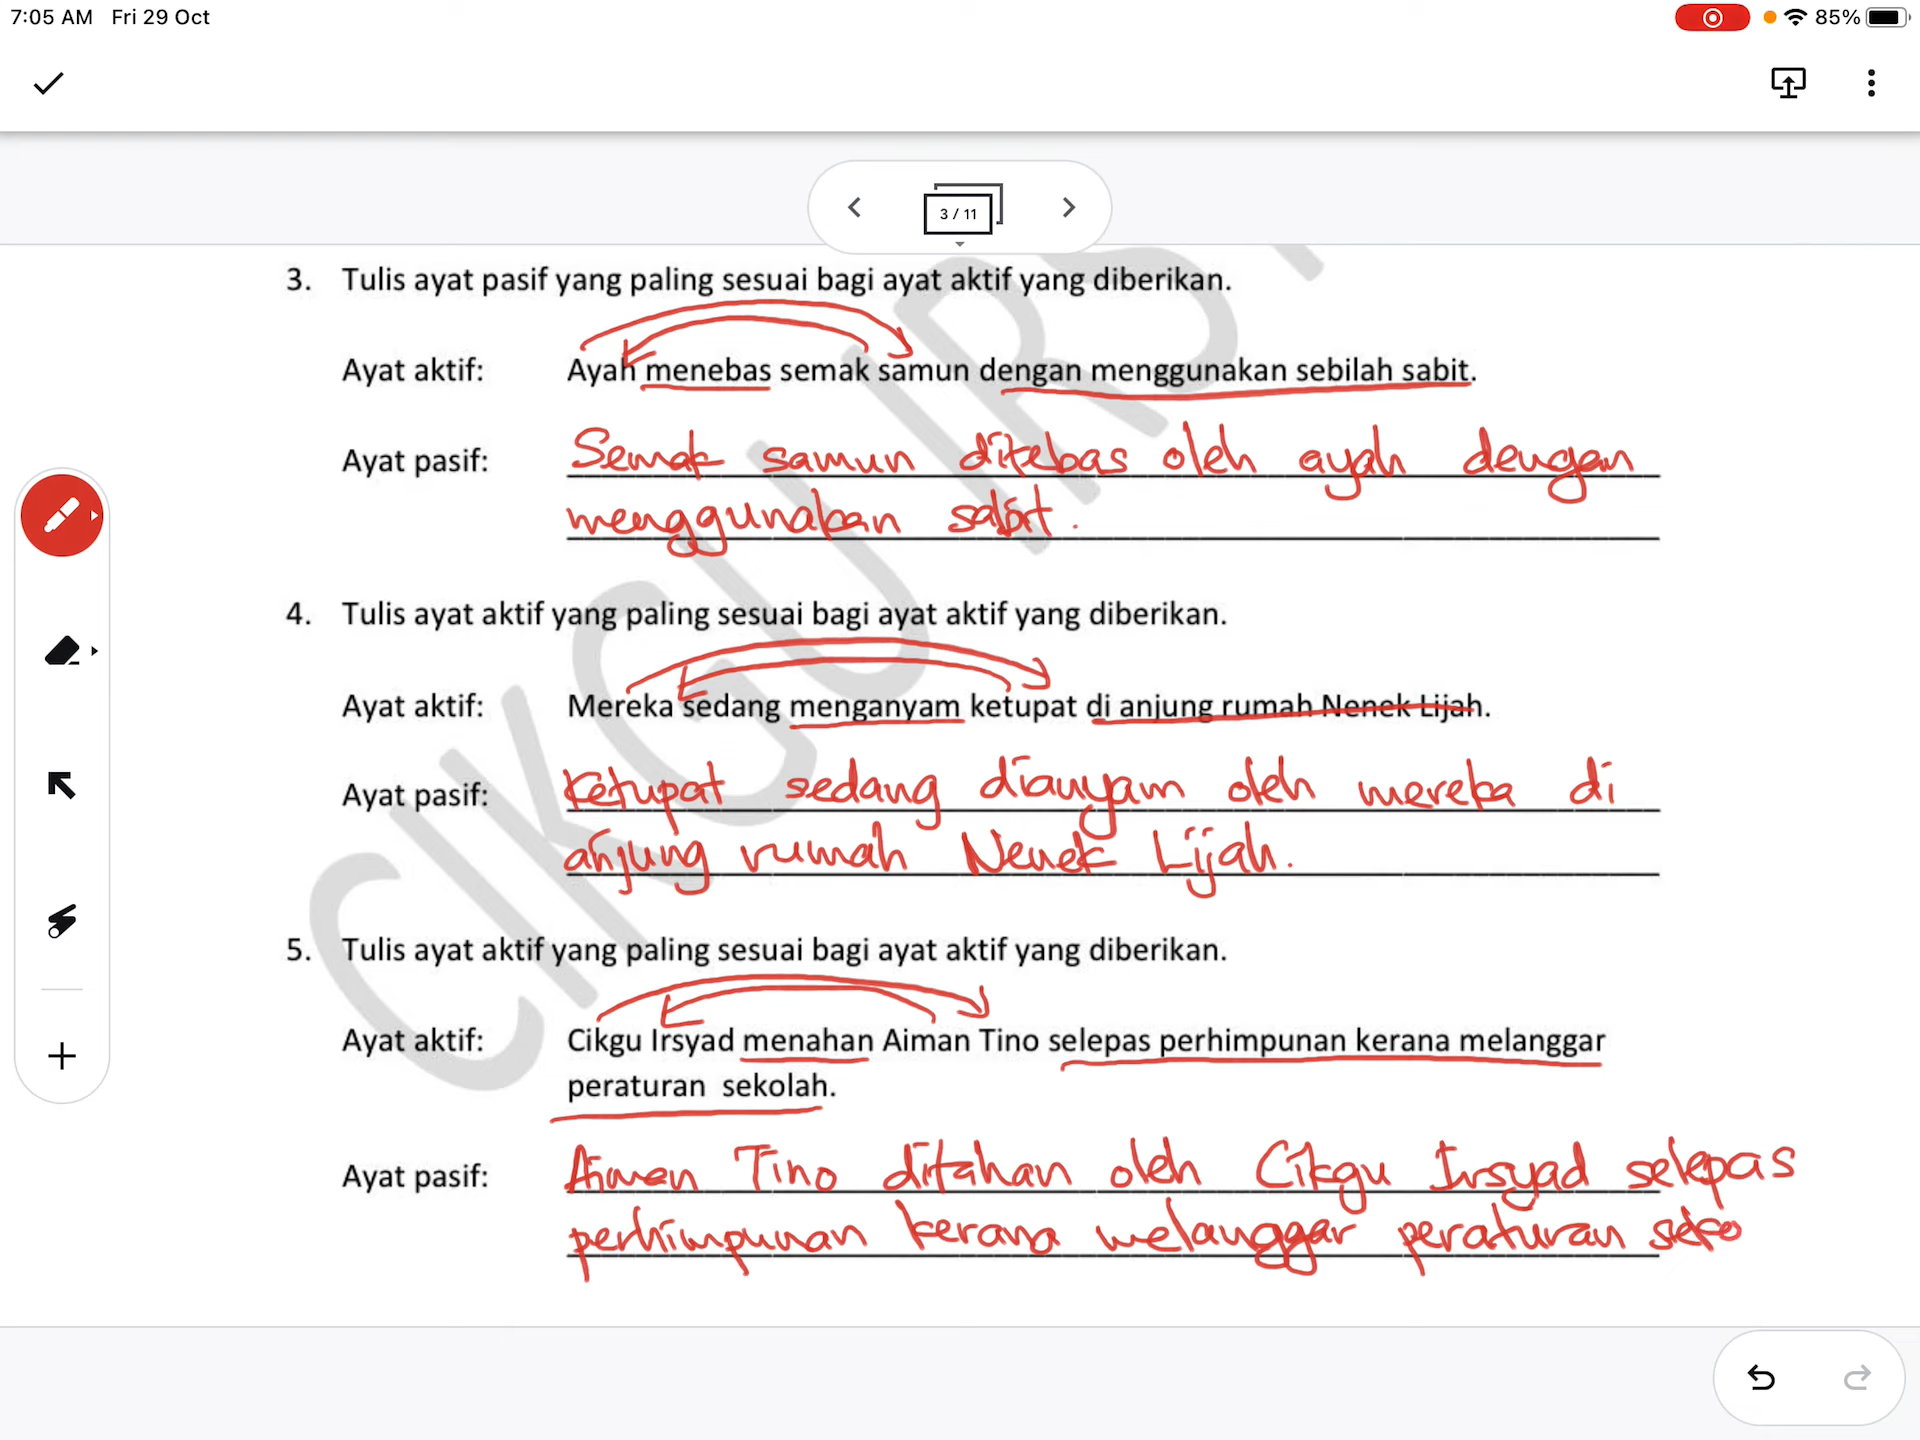 7:05 AM Fri 29 Oct
85%
3 / 11
CIKGU IRSY
3. Tulis ayat pasif yang paling sesuai bagi ayat aktif yang diberikan.
Ayat aktif: Ayah menebas semak samun dengan menggunakan sebilah sabit.
Ayat pasif: Semak samun ditebas oleh ayah dengan
menggunakan sabit.
4. Tulis ayat aktif yang paling sesuai bagi ayat aktif yang diberikan.
Ayat aktif: Mereka sedang menganyam ketupat di anjung rumah Nenek Lijah.
Ayat pasif: Ketupat sedang dianyam oleh mereka di
anjung rumah Nenek Lijah.
5. Tulis ayat aktif yang paling sesuai bagi ayat aktif yang diberikan.
Ayat aktif: Cikgu Irsyad menahan Aiman Tino selepas perhimpunan kerana melanggar
peraturan sekolah.
Ayat pasif: Aiman Tino ditahan oleh Cikgu Irsyad selepas
perhimpunan kerana melanggar peraturan seko